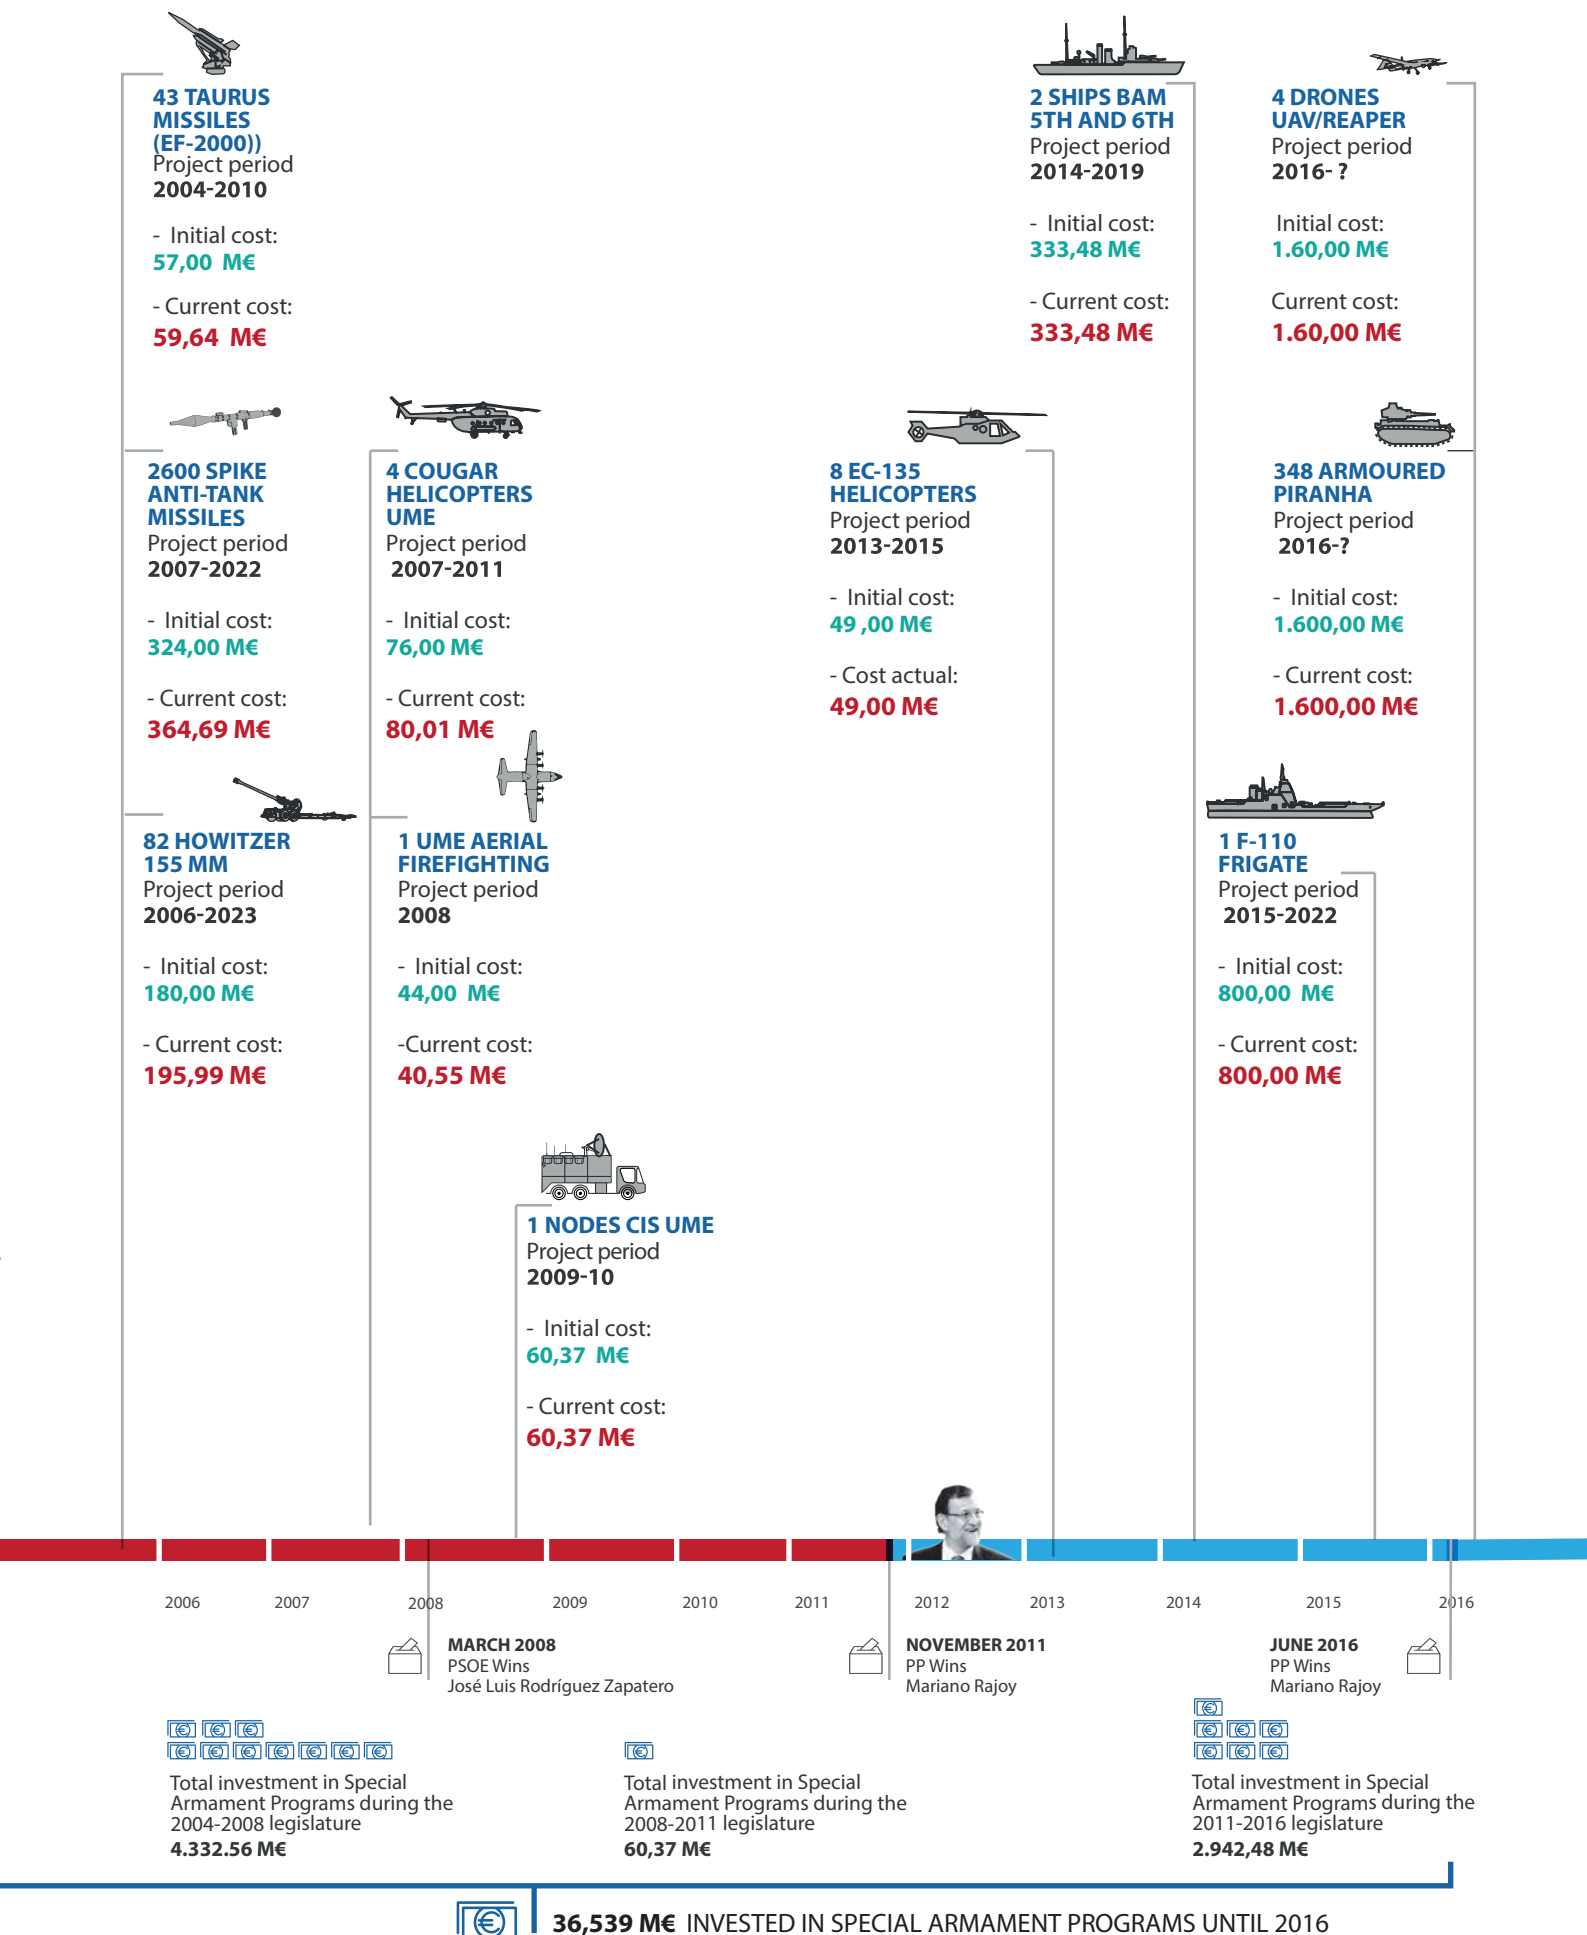 43 TAURUS
MISSILES
(EF-2000))
Project period
2004-2010
- Initial cost:
57,00 M€
- Current cost:
59,64 M€
2 SHIPS BAM
5TH AND 6TH
Project period
2014-2019
- Initial cost:
333,48 M€
- Current cost:
333,48 M€
4 DRONES
UAV/REAPER
Project period
2016- ?
Initial cost:
1.60,00 M€
Current cost:
1.60,00 M€
2600 SPIKE
ANTI-TANK
MISSILES
Project period
2007-2022
- Initial cost:
324,00 M€
- Current cost:
364,69 M€
4 COUGAR
HELICOPTERS
UME
Project period
2007-2011
- Initial cost:
76,00 M€
- Current cost:
80,01 M€
8 EC-135
HELICOPTERS
Project period
2013-2015
- Initial cost:
49 ,00 M€
- Cost actual:
49,00 M€
348 ARMOURED
PIRANHA
Project period
2016-?
- Initial cost:
1.600,00 M€
- Current cost:
1.600,00 M€
82 HOWITZER
155 MM
Project period
2006-2023
- Initial cost:
180,00 M€
- Current cost:
195,99 M€
1 UME AERIAL
FIREFIGHTING
Project period
2008
- Initial cost:
44,00 M€
-Current cost:
40,55 M€
1 F-110
FRIGATE
Project period
2015-2022
- Initial cost:
800,00 M€
- Current cost:
800,00 M€
1 NODES CIS UME
Project period
2009-10
- Initial cost:
60,37 M€
- Current cost:
60,37 M€
2006 2007 2008 2009 2010 2011 2012 2013 2014 2015 2016
MARCH 2008
PSOE Wins
José Luis Rodríguez Zapatero
NOVEMBER 2011
PP Wins
Mariano Rajoy
JUNE 2016
PP Wins
Mariano Rajoy
Total investment in Special
Armament Programs during the
2004-2008 legislature
4.332.56 M€
Total investment in Special
Armament Programs during the
2008-2011 legislature
60,37 M€
Total investment in Special
Armament Programs during the
2011-2016 legislature
2.942,48 M€
36,539 M€ INVESTED IN SPECIAL ARMAMENT PROGRAMS UNTIL 2016